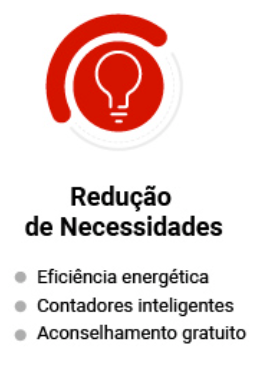 Redução
de Necessidades
Eficiência energética
Contadores inteligentes
Aconselhamento gratuito